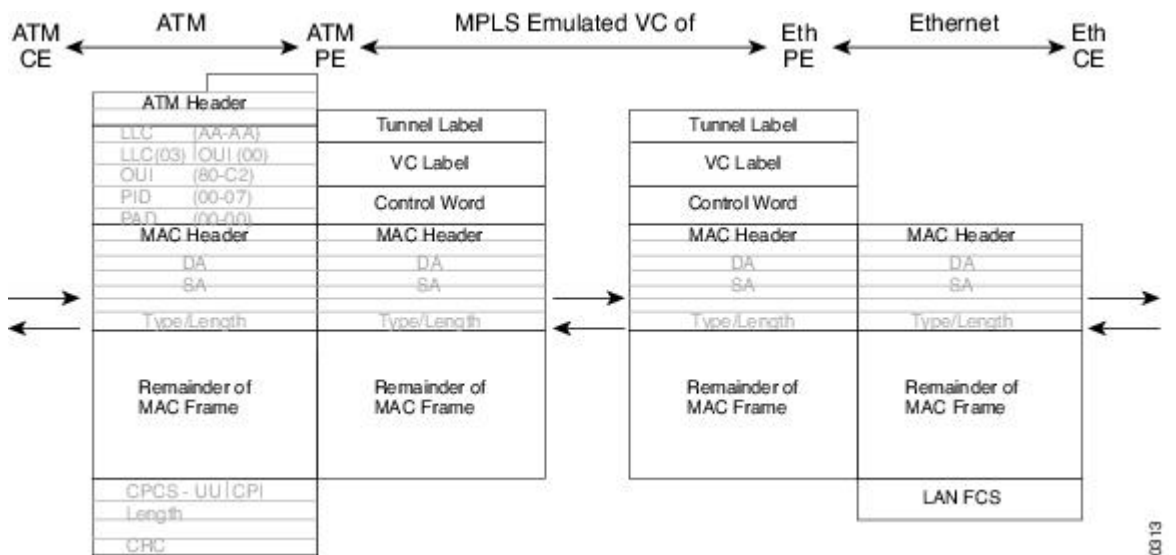 ATM CE
ATM
ATM PE
MPLS Emulated VC of
Eth PE
Ethernet
Eth CE
ATM Header
LLC (AA-AA)
LLC(03) OUI (00)
OUI (80-C2)
PID (00-07)
PAD (00-00)
MAC Header
DA
SA
Type/Length
Remainder of
MAC Frame
CPCS - UU CPI
Length
CRC
Tunnel Label
VC Label
Control Word
MAC Header
DA
SA
Type/Length
Remainder of
MAC Frame
Tunnel Label
VC Label
Control Word
MAC Header
DA
SA
Type/Length
Remainder of
MAC Frame
MAC Header
DA
SA
Type/Length
Remainder of
MAC Frame
LAN FCS
0313